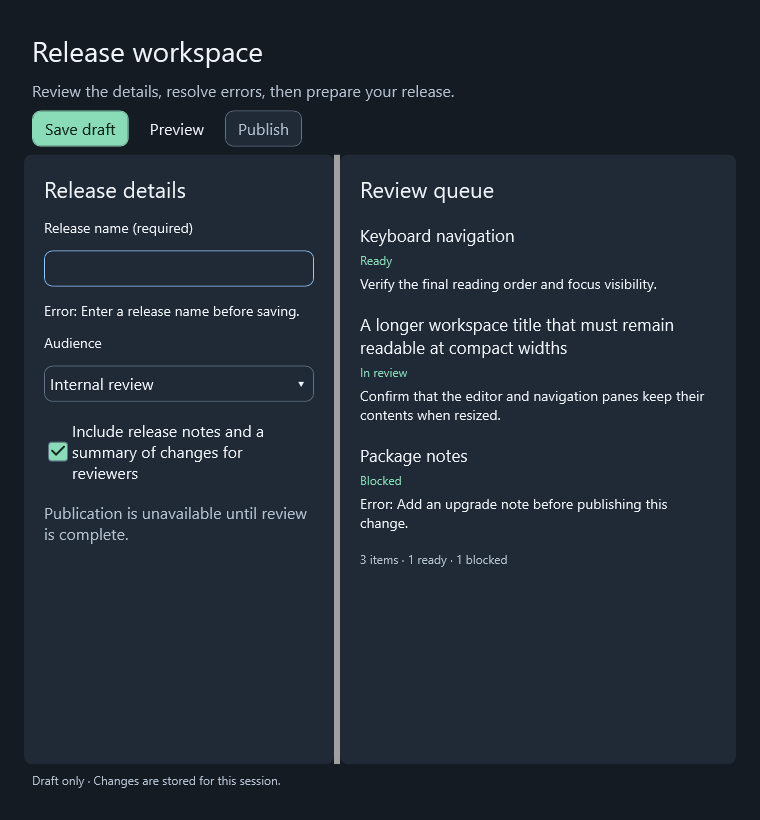 Release workspace
Review the details, resolve errors, then prepare your release.
Save draft
Preview
Publish
Release details
Release name (required)
Error: Enter a release name before saving.
Audience
Internal review
Include release notes and a
summary of changes for
reviewers
Publication is unavailable until review
is complete.
Review queue
Keyboard navigation
Ready
Verify the final reading order and focus visibility.
A longer workspace title that must remain
readable at compact widths
In review
Confirm that the editor and navigation panes keep their
contents when resized.
Package notes
Blocked
Error: Add an upgrade note before publishing this
change.
3 items · 1 ready · 1 blocked
Draft only · Changes are stored for this session.